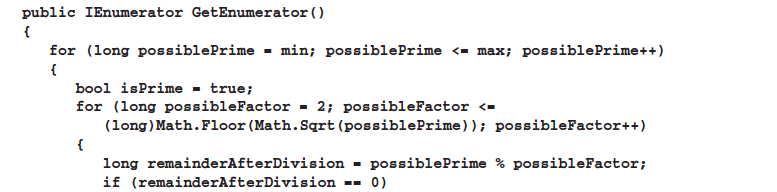 public IEnumerator GetEnumerator()
{
for (long possiblePrime = min; possiblePrime <= max; possiblePrime++)
{
bool isPrime = true;
for (long possibleFactor = 2; possibleFactor <=
(long)Math.Floor(Math.Sqrt(possiblePrime)); possibleFactor++)
{
long remainderAfterDivision = possiblePrime % possibleFactor;
if (remainderAfterDivision == 0)